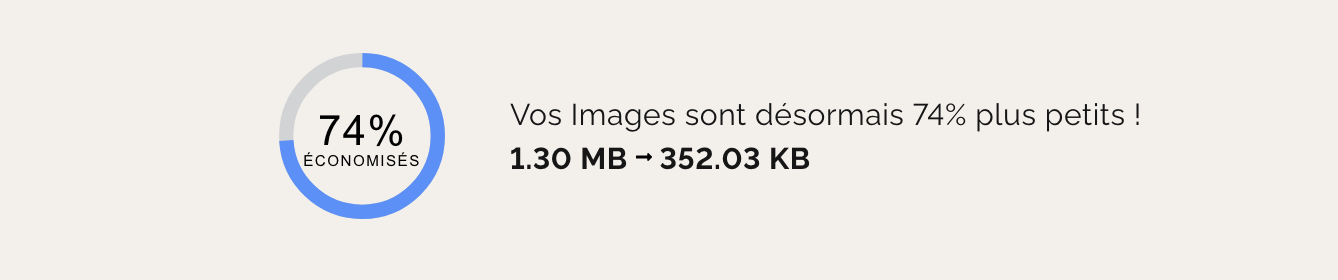 74%
ÉCONOMISÉS
Vos Images sont désormais 74% plus petits !
1.30 MB → 352.03 KB